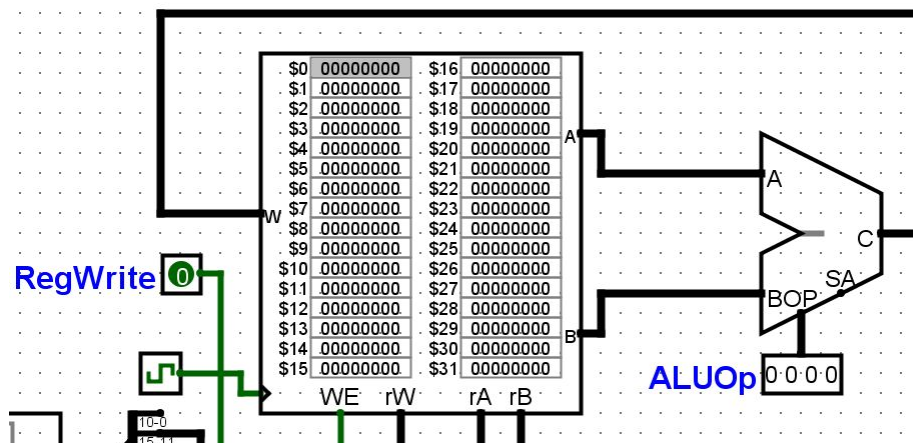 $0 00000000 $16 00000000
$1 00000000 $17 00000000
$2 00000000 $18 00000000
$3 00000000 $19 00000000
$4 00000000 $20 00000000
$5 00000000 $21 00000000
$6 00000000 $22 00000000
$7 00000000 $23 00000000
$8 00000000 $24 00000000
$9 00000000 $25 00000000
$10 00000000 $26 00000000
$11 00000000 $27 00000000
$12 00000000 $28 00000000
$13 00000000 $29 00000000
$14 00000000 $30 00000000
$15 00000000 $31 00000000
W
A
B
WE rW rA rB
RegWrite 0
A
C
SA
BOP
ALUOp 0 0 0 0
10-0
15-11